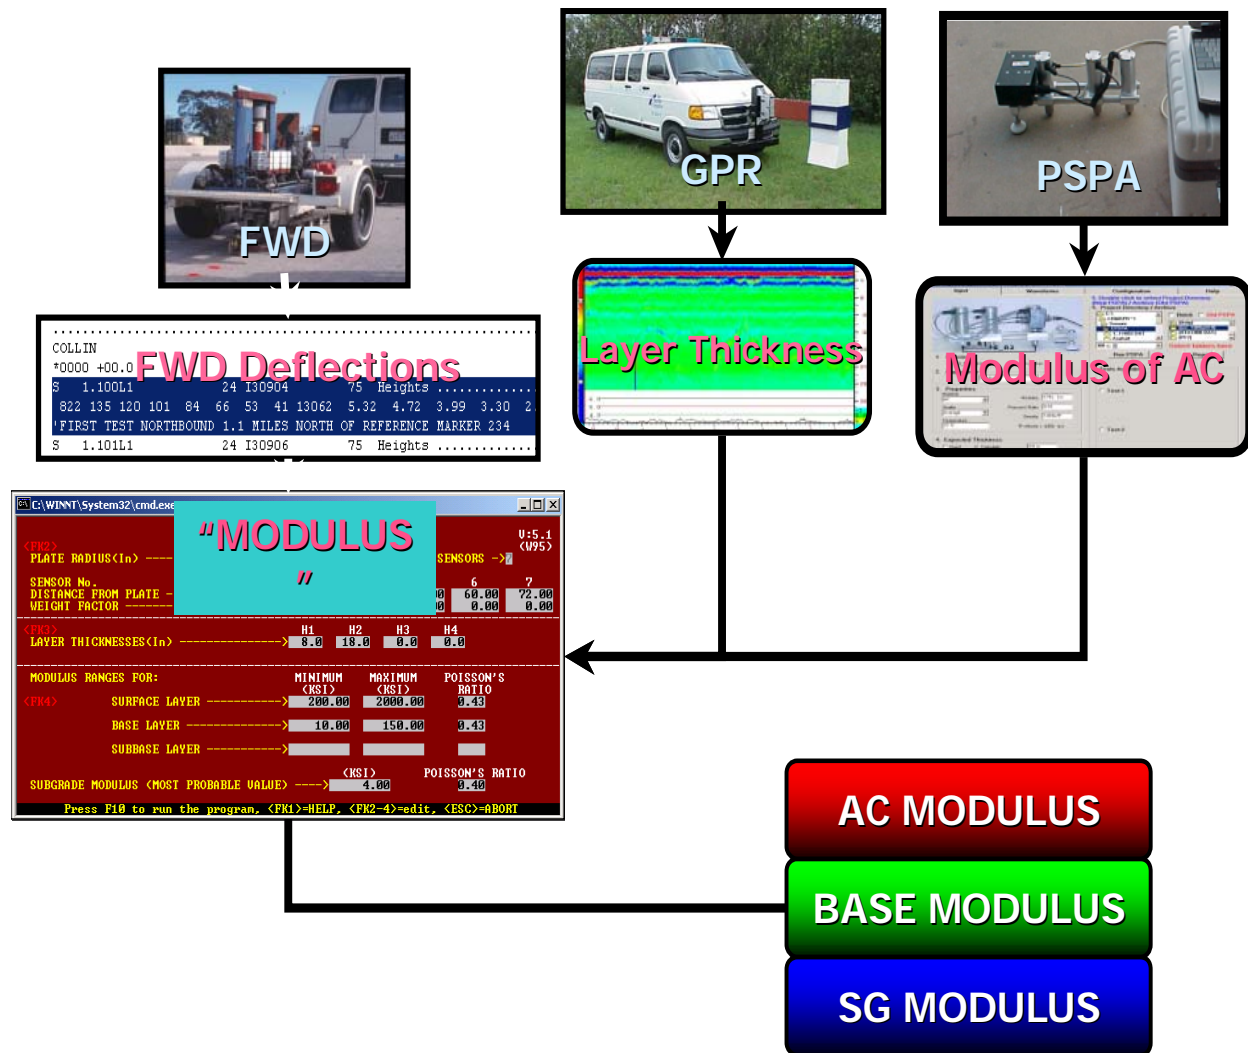 FWD
GPR
PSPA
COLLIN
*0000 +00.0
FWD Deflections
S 1.100L1 24 I30904 75 Heights ..............
822 135 120 101 84 66 53 41 13062 5.32 4.72 3.99 3.30 2.
'FIRST TEST NORTHBOUND 1.1 MILES NORTH OF REFERENCE MARKER 234
S 1.101L1 24 I30906 75 Heights ..............
Layer Thickness
Input Waveforms Configuration Help
Modulus of AC
C:\WINNT\System32\cmd.exe
"MODULUS
"
V:5.1
<FK2> (W95)
PLATE RADIUS(In) ---- SENSORS ->
SENSOR No. 6 7
DISTANCE FROM PLATE - 60.00 72.00
WEIGHT FACTOR ------- 0.00 0.00
<FK3> H1 H2 H3 H4
LAYER THICKNESSES(In) ---------------> 8.0 18.0 0.0 0.0
MODULUS RANGES FOR: MINIMUM MAXIMUM POISSON'S
(KSI) (KSI) RATIO
<FK4> SURFACE LAYER -----------> 200.00 2000.00 0.43
BASE LAYER --------------> 10.00 150.00 0.43
SUBBASE LAYER ----------->
(KSI) POISSON'S RATIO
SUBGRADE MODULUS (MOST PROBABLE VALUE) ----> 4.00 0.40
Press F10 to run the program, <FK1>=HELP, <FK2-4>=edit, <ESC>=ABORT
AC MODULUS
BASE MODULUS
SG MODULUS